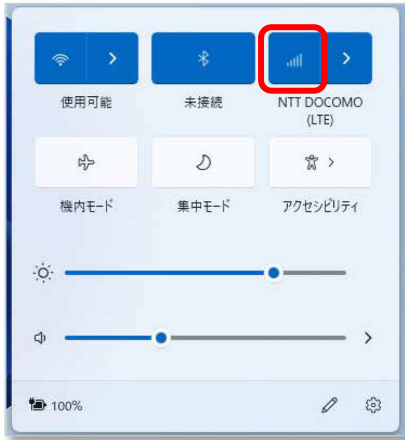 使用可能
未接続
NTT DOCOMO
(LTE)
機内モード
集中モード
アクセシビリティ
100%